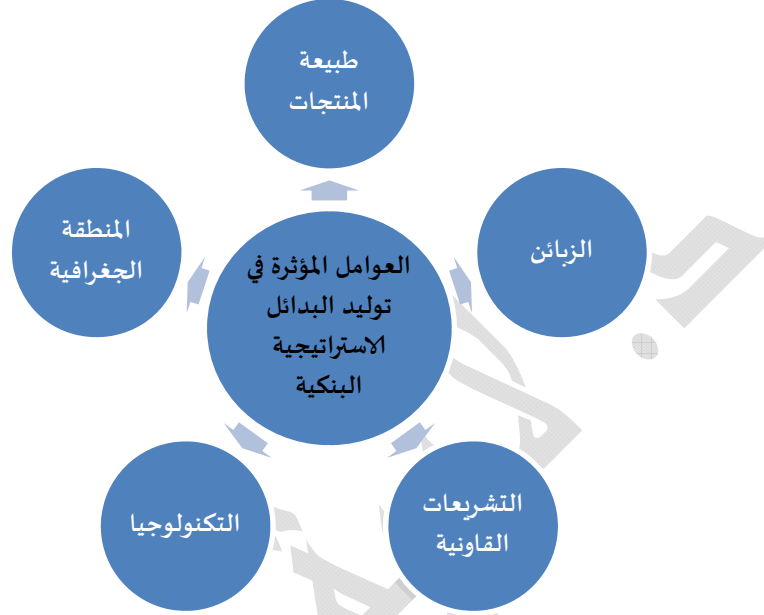 طبيعة
المنتجات
الزبائن
المنطقة
الجغرافية
العوامل المؤثرة في
توليد البدائل
الاستراتيجية
البنكية
التشريعات
القاونية
التكنولوجيا